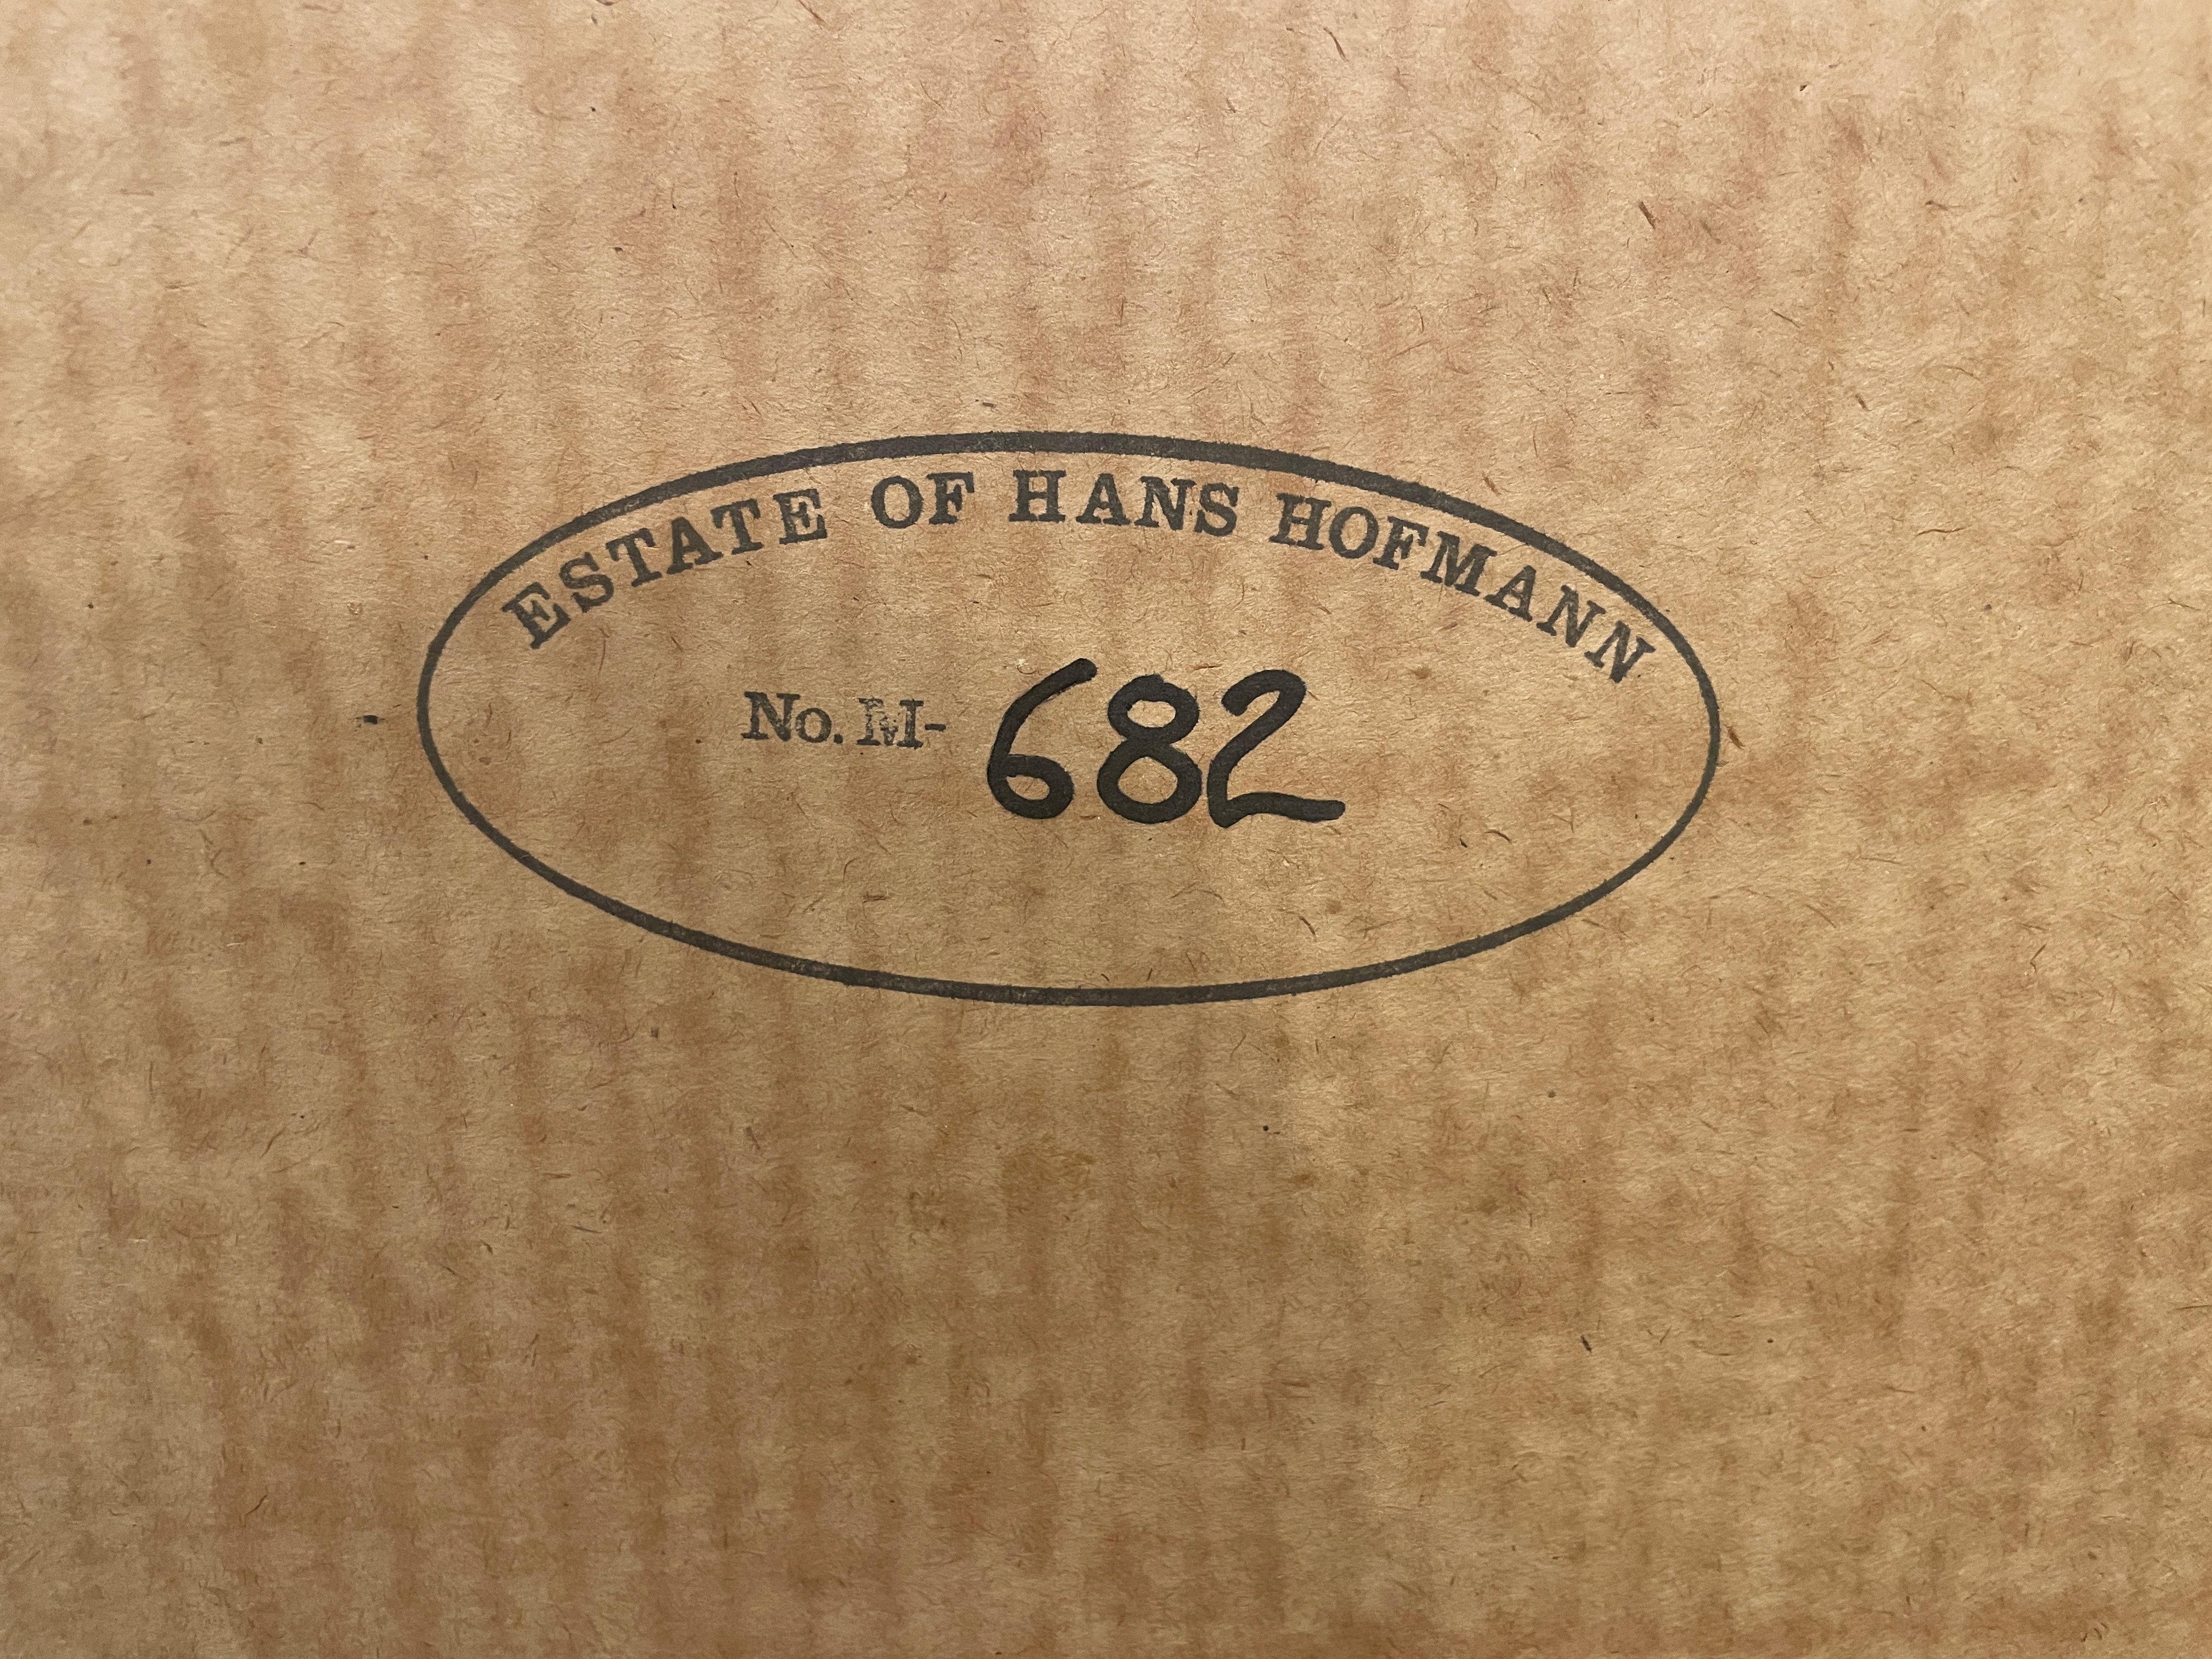 ESTATE OF HANS HOFMANN
No. M- 682